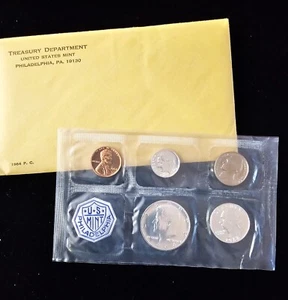 TREASURY DEPARTMENT
UNITED STATES MINT
PHILADELPHIA, PA. 19130
1964 P. C.
U.S.
MINT
PHILADELPHIA